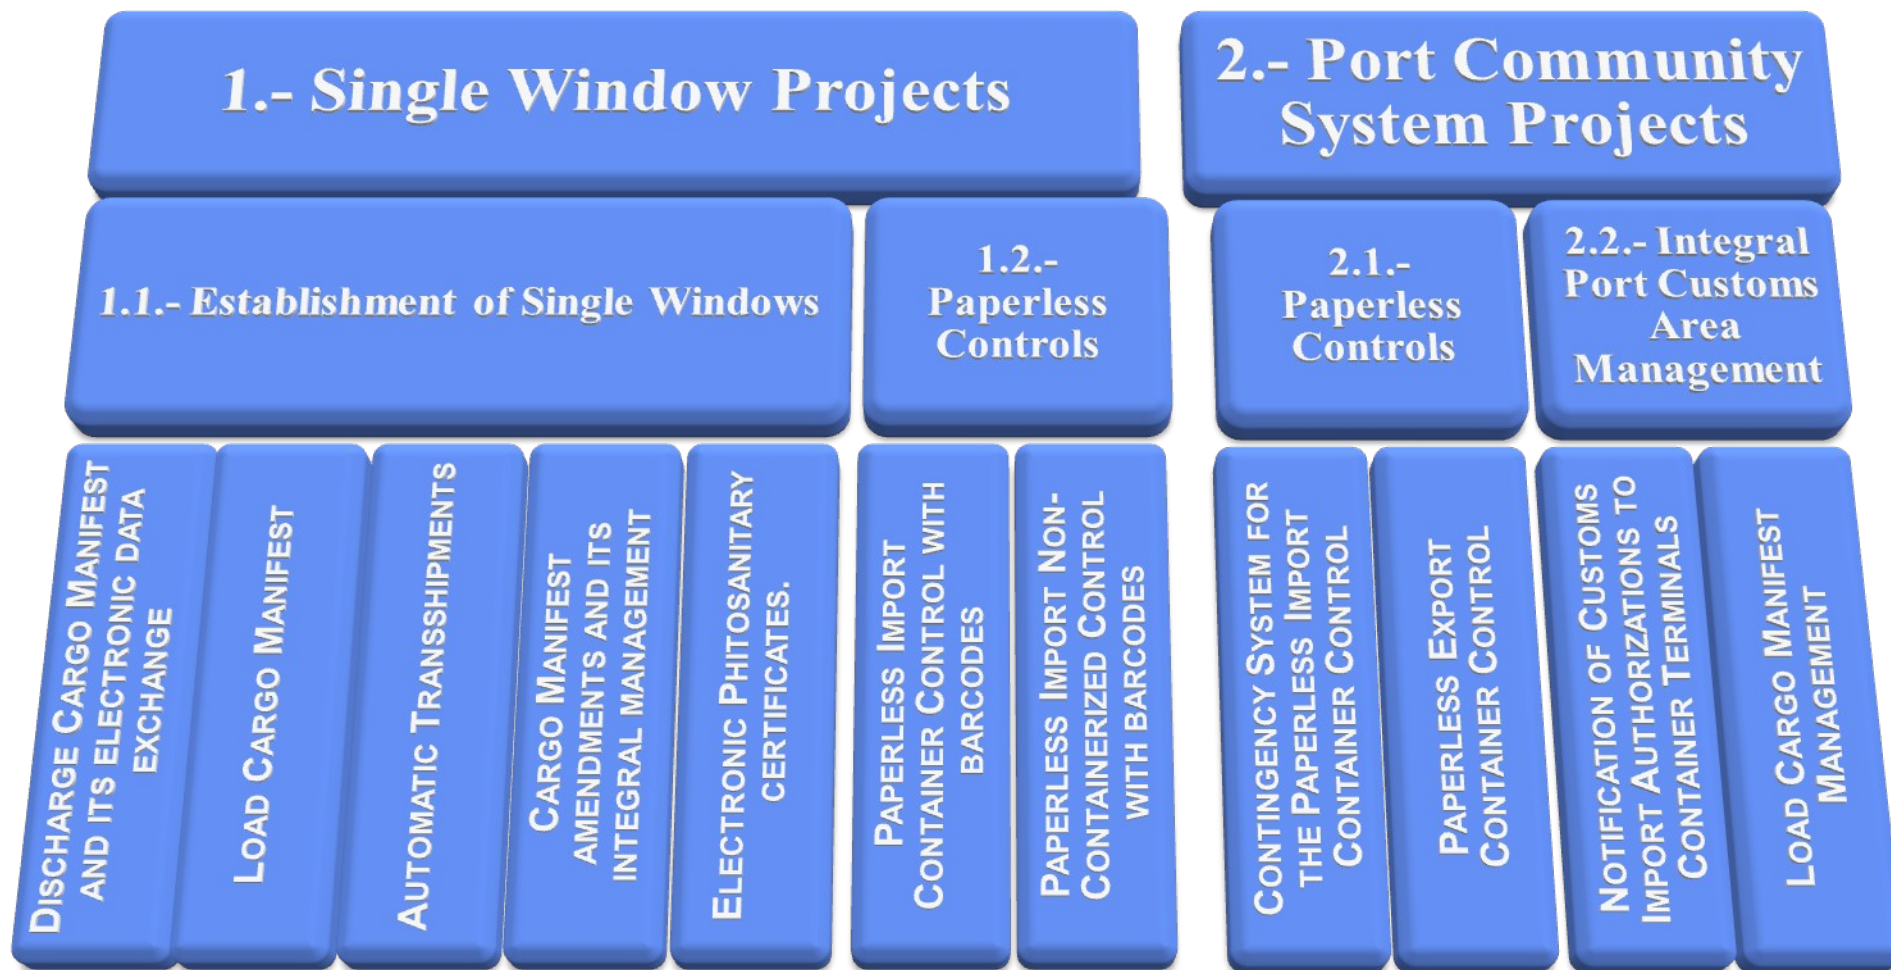 1.- Single Window Projects
2.- Port Community
System Projects
1.1.- Establishment of Single Windows
1.2.-
Paperless
Controls
2.1.-
Paperless
Controls
2.2.- Integral
Port Customs
Area
Management
DISCHARGE CARGO MANIFEST
AND ITS ELECTRONIC DATA
EXCHANGE
LOAD CARGO MANIFEST
AUTOMATIC TRANSSHIPMENTS
CARGO MANIFEST
AMENDMENTS AND ITS
INTEGRAL MANAGEMENT
ELECTRONIC PHITOSANITARY
CERTIFICATES.
PAPERLESS IMPORT
CONTAINER CONTROL WITH
BARCODES
PAPERLESS IMPORT NON-
CONTAINERIZED CONTROL
WITH BARCODES
CONTINGENCY SYSTEM FOR
THE PAPERLESS IMPORT
CONTAINER CONTROL
PAPERLESS EXPORT
CONTAINER CONTROL
NOTIFICATION OF CUSTOMS
IMPORT AUTHORIZATIONS TO
CONTAINER TERMINALS
LOAD CARGO MANIFEST
MANAGEMENT